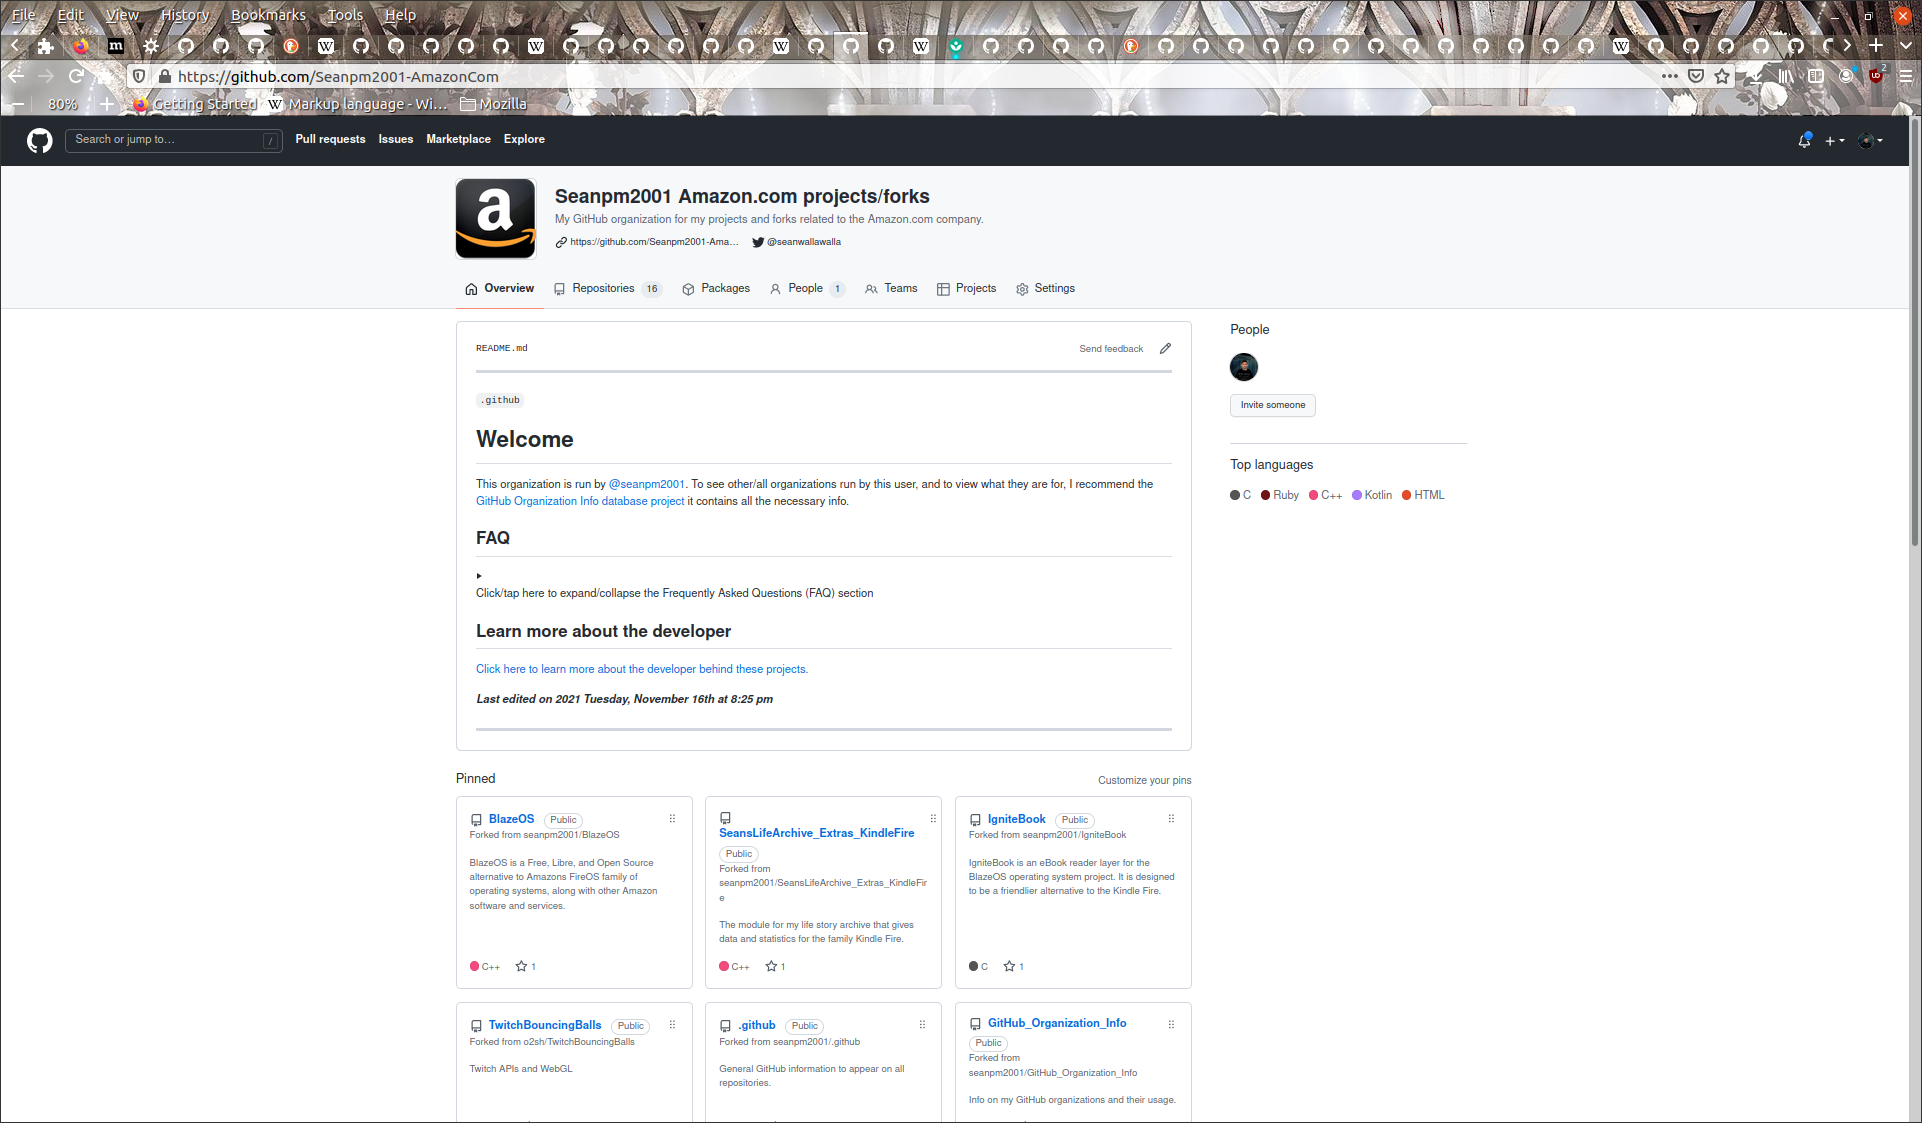 File Edit View History Bookmarks Tools Help
https://github.com/Seanpm2001-AmazonCom
2
80% Getting Started Markup language - Wi… Mozilla
Search or jump to… / Pull requests Issues Marketplace Explore
Seanpm2001 Amazon.com projects/forks
My GitHub organization for my projects and forks related to the Amazon.com company.
https://github.com/Seanpm2001-Ama… @seanwallawalla
Overview Repositories 16 Packages People 1 Teams Projects Settings
README.md Send feedback
.github
Welcome
This organization is run by @seanpm2001. To see other/all organizations run by this user, and to view what they are for, I recommend the
GitHub Organization Info database project it contains all the necessary info.
FAQ
Click/tap here to expand/collapse the Frequently Asked Questions (FAQ) section
Learn more about the developer
Click here to learn more about the developer behind these projects.
Last edited on 2021 Tuesday, November 16th at 8:25 pm
People
Invite someone
Top languages
C Ruby C++ Kotlin HTML
Pinned Customize your pins
BlazeOS Public
Forked from seanpm2001/BlazeOS
BlazeOS is a Free, Libre, and Open Source
alternative to Amazons FireOS family of
operating systems, along with other Amazon
software and services.
C++ 1
SeansLifeArchive_Extras_KindleFire
Public
Forked from
seanpm2001/SeansLifeArchive_Extras_KindleFir
e
The module for my life story archive that gives
data and statistics for the family Kindle Fire.
C++ 1
IgniteBook Public
Forked from seanpm2001/IgniteBook
IgniteBook is an eBook reader layer for the
BlazeOS operating system project. It is designed
to be a friendlier alternative to the Kindle Fire.
C 1
TwitchBouncingBalls Public
Forked from o2sh/TwitchBouncingBalls
Twitch APIs and WebGL
.github Public
Forked from seanpm2001/.github
General GitHub information to appear on all
repositories.
GitHub_Organization_Info
Public
Forked from
seanpm2001/GitHub_Organization_Info
Info on my GitHub organizations and their usage.